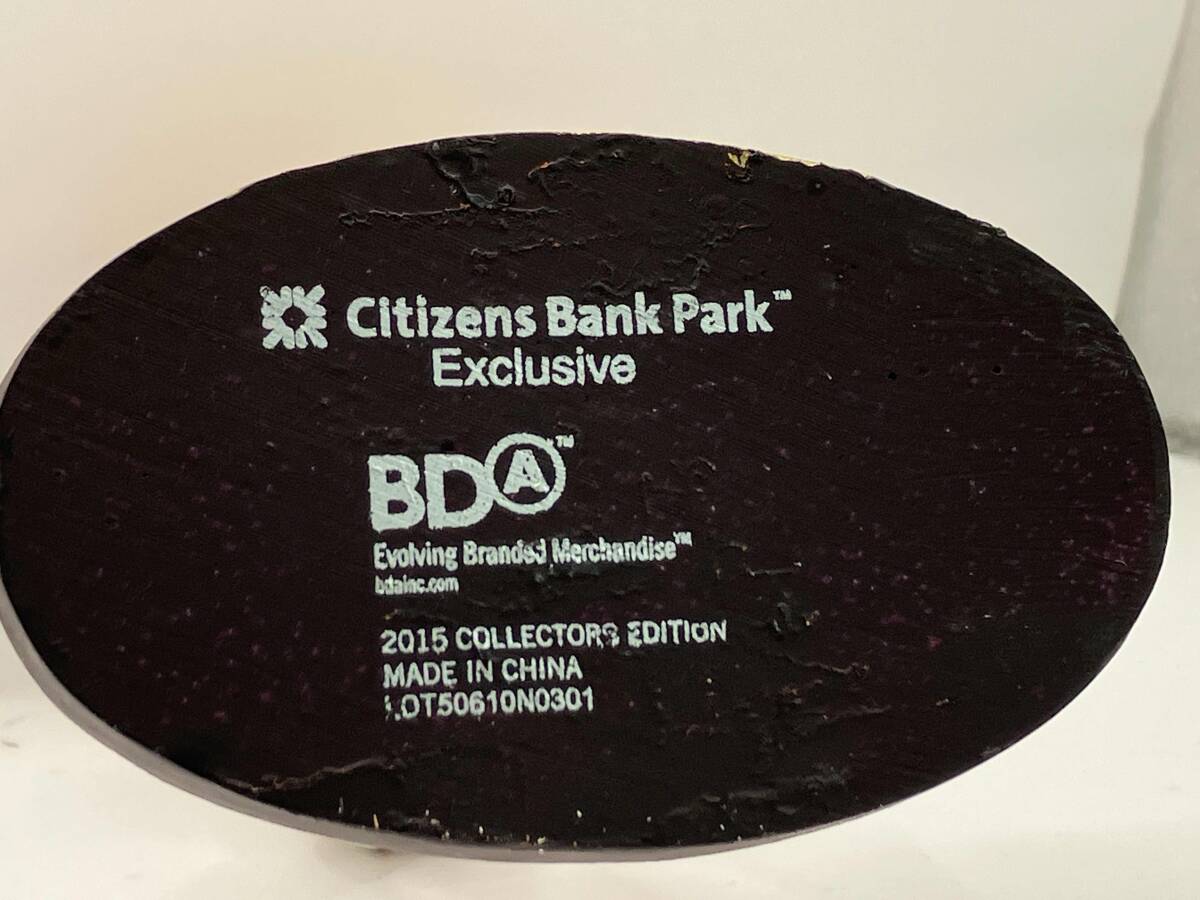 Citizens Bank Park™
Exclusive
BDA™
Evolving Branded Merchandise™
bdainc.com
2015 COLLECTORS EDITION
MADE IN CHINA
LOT50610N0301